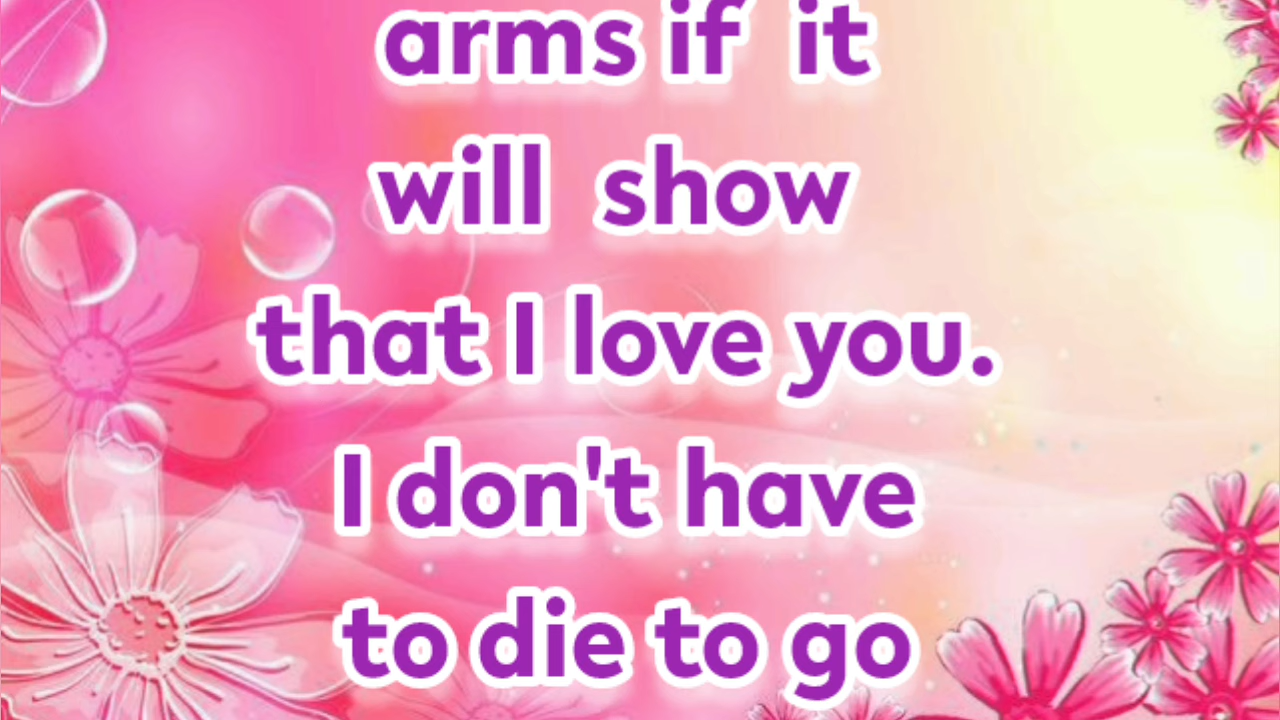 arms if it
will show
that I love you.
I don't have
to die to go